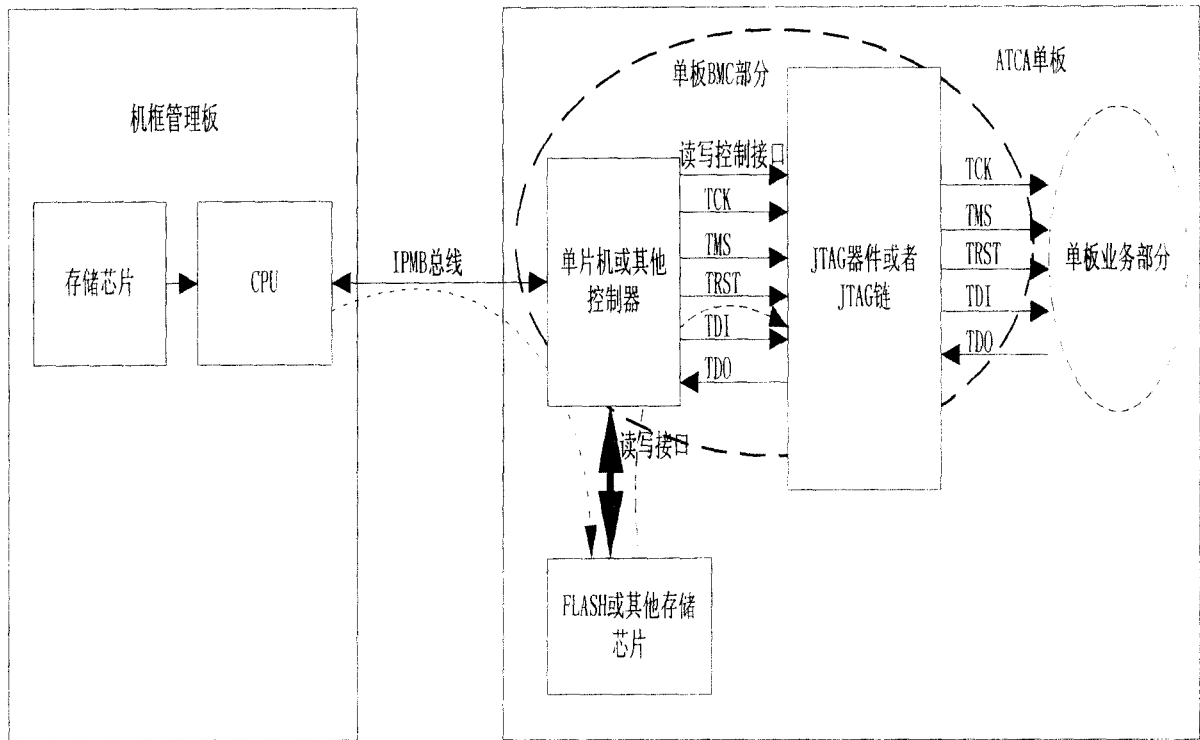 机框管理板
存储芯片
CPU
IPMB总线
单板BMC部分
ATCA单板
单片机或其他
控制器
读写控制接口
TCK
TMS
TRST
TDI
TDO
JTAG器件或者
JTAG链
TCK
TMS
TRST
TDI
TDO
单板业务部分
读写接口
FLASH或其他存储
芯片